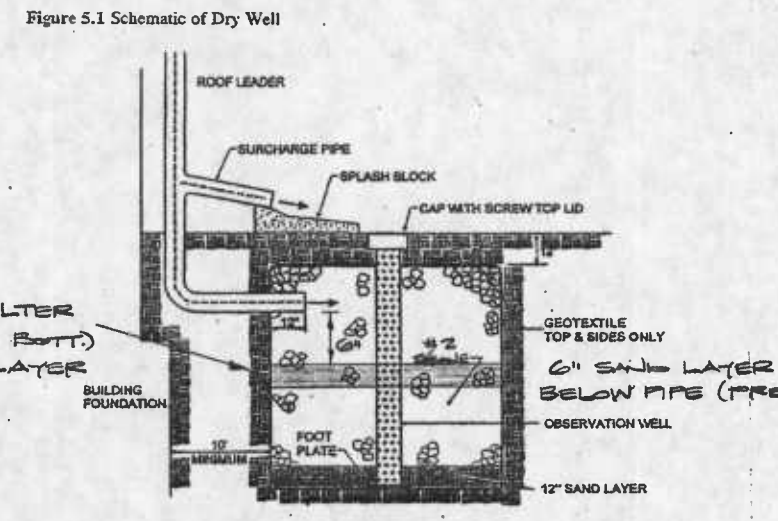 Figure 5.1 Schematic of Dry Well
ROOF LEADER
SURCHARGE PIPE
SPLASH BLOCK
CAP WITH SCREW TOP LID
12"
6"
#2
LTER
BOTT.)
LAYER
GEOTEXTILE
TOP & SIDES ONLY
6" SAND LAYER
BELOW PIPE (PRE
BUILDING
FOUNDATION
OBSERVATION WELL
FOOT
PLATE
10'
MINIMUM
12" SAND LAYER